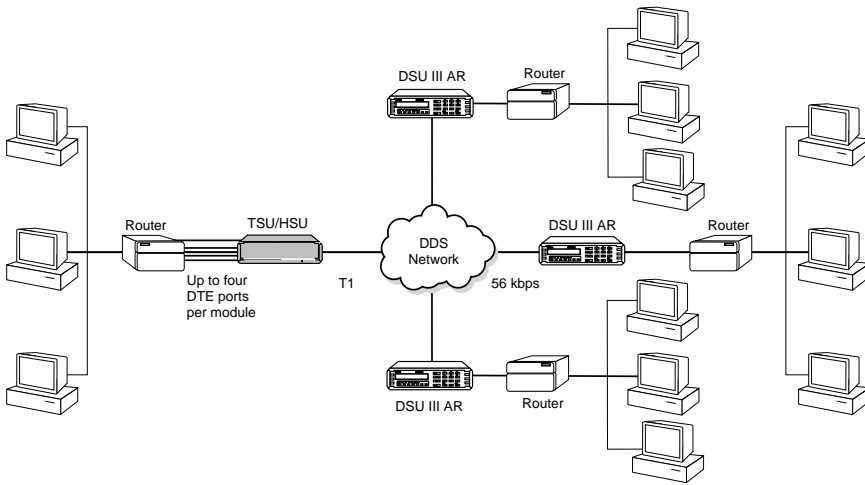 DSU III AR
Router
Router
TSU/HSU
Up to four
DTE ports
per module
T1
DDS
Network
56 kbps
DSU III AR
Router
DSU III AR
Router